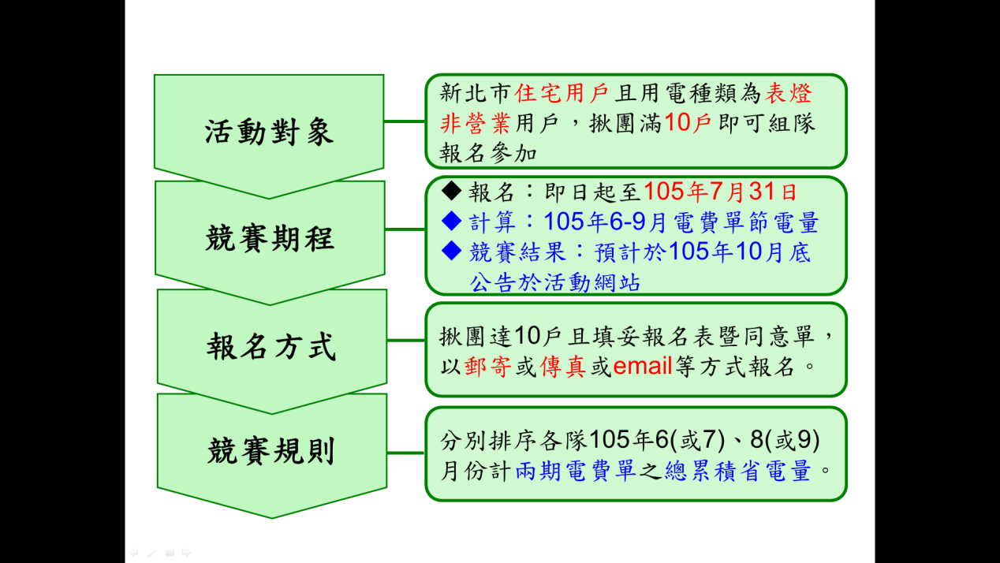 活動對象
新北市住宅用戶且用電種類為表燈
非營業用戶，揪團滿10戶即可組隊
報名參加
競賽期程
◆報名：即日起至105年7月31日
◆計算：105年6-9月電費單節電量
◆競賽結果：預計於105年10月底
公告於活動網站
報名方式
揪團達10戶且填妥報名表暨同意單，
以郵寄或傳真或email等方式報名。
競賽規則
分別排序各隊105年6(或7)、8(或9)
月份計兩期電費單之總累積省電量。